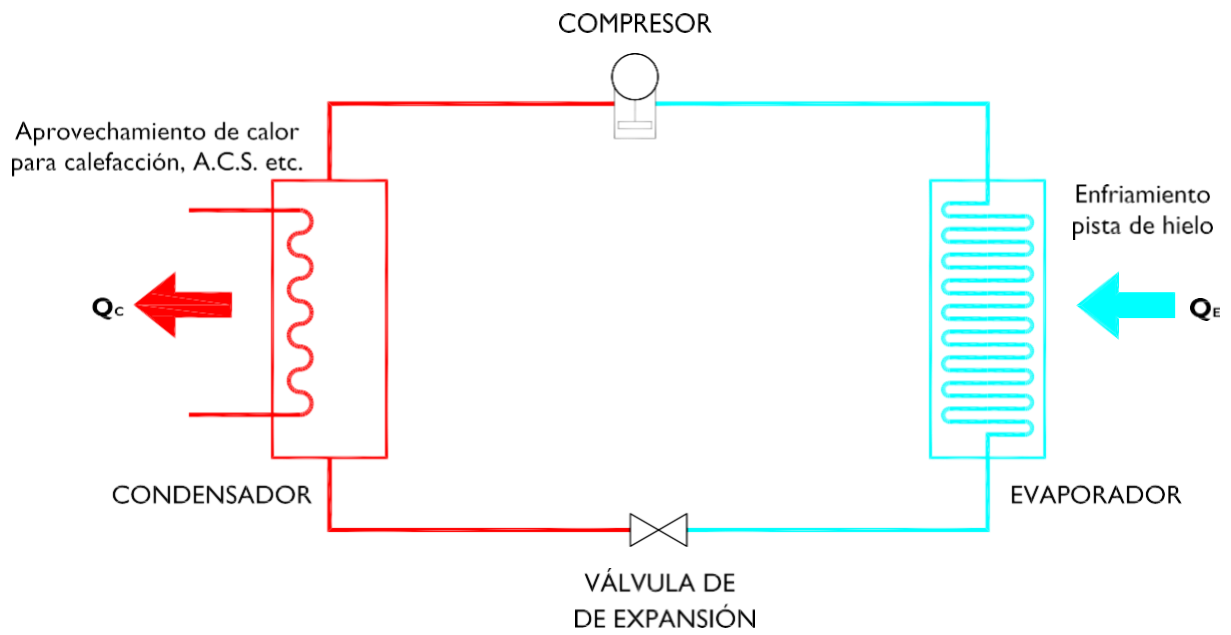 COMPRESOR
Aprovechamiento de calor
para calefacción, A.C.S. etc.
Enfriamiento
pista de hielo
Qc
QE
CONDENSADOR
EVAPORADOR
VÁLVULA DE
DE EXPANSIÓN